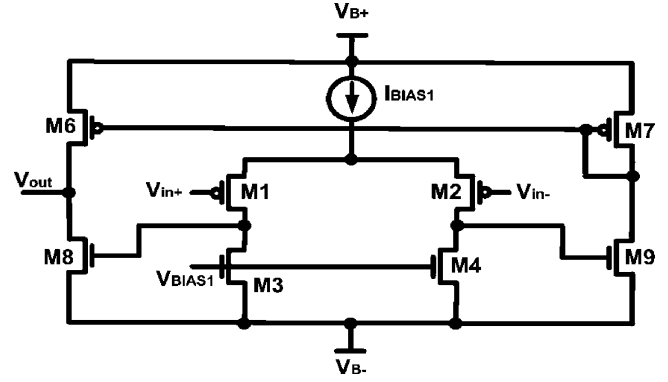 VB+
IBIAS1
M6
M7
Vout
Vin+
M1
M2
Vin-
M8
VBIAS1
M3
M4
M9
VB-